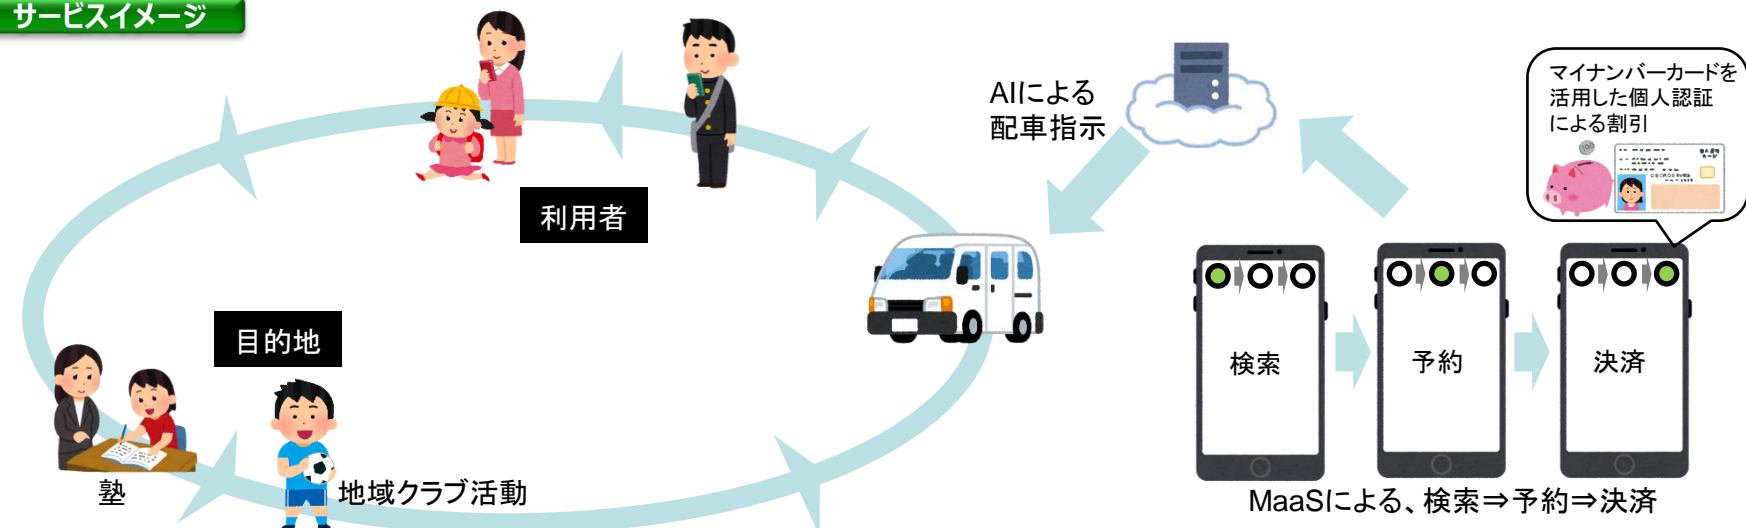 サービスイメージ
AIによる
配車指示
マイナンバーカードを
活用した個人認証
による割引
100
利用者
目的地
検索
予約
決済
塾
地域クラブ活動
MaaSによる、検索⇒予約⇒決済